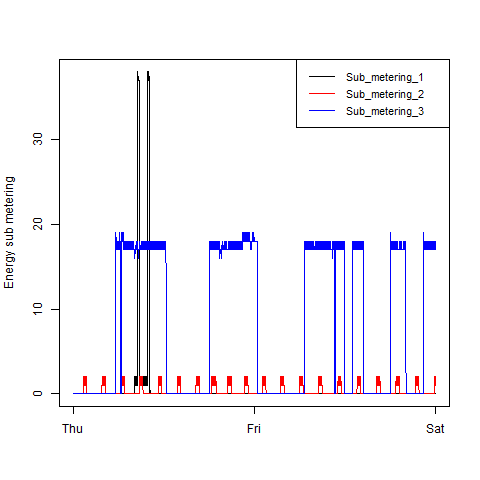 Sub_metering_1
Sub_metering_2
Sub_metering_3
Energy sub metering
30
20
10
0
Thu
Fri
Sat